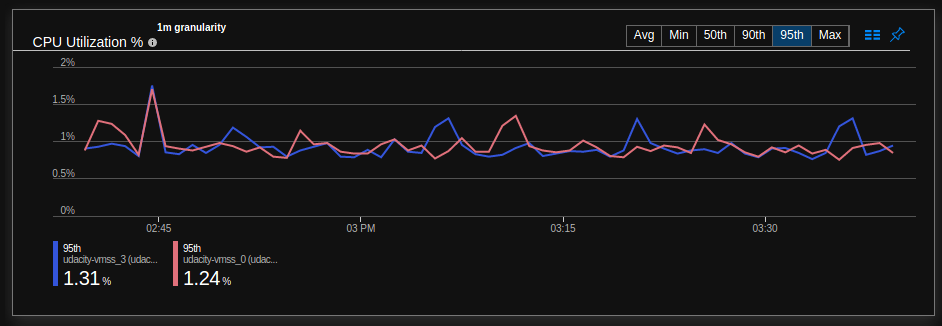 1m granularity
CPU Utilization %
Avg Min 50th 90th 95th Max
2%
1.5%
1%
0.5%
0%
02:45 03 PM 03:15 03:30
95th
udacity-vmss_3 (udac...
1.31 %
95th
udacity-vmss_0 (udac...
1.24 %